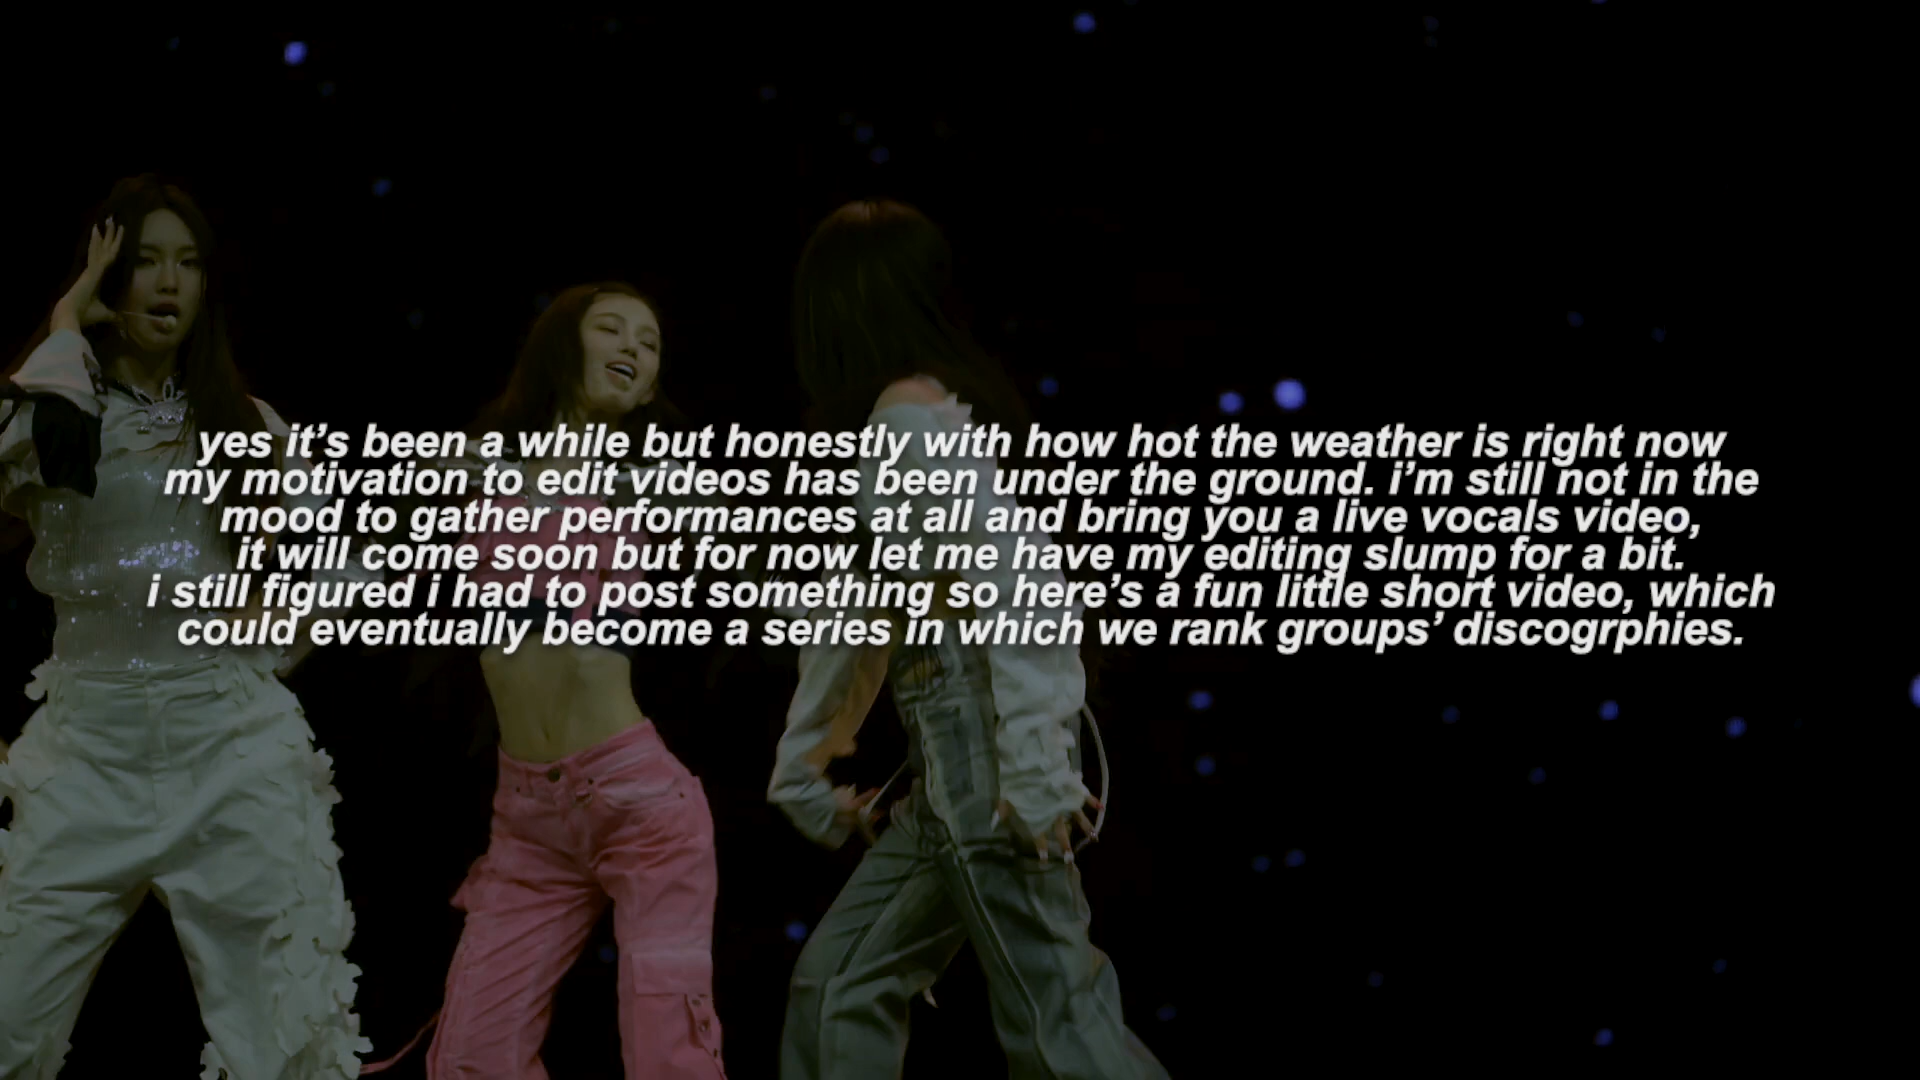 yes it’s been a while but honestly with how hot the weather is right now
my motivation to edit videos has been under the ground. i’m still not in the
mood to gather performances at all and bring you a live vocals video,
it will come soon but for now let me have my editing slump for a bit.
i still figured i had to post something so here’s a fun little short video, which
could eventually become a series in which we rank groups’ discogrphies.